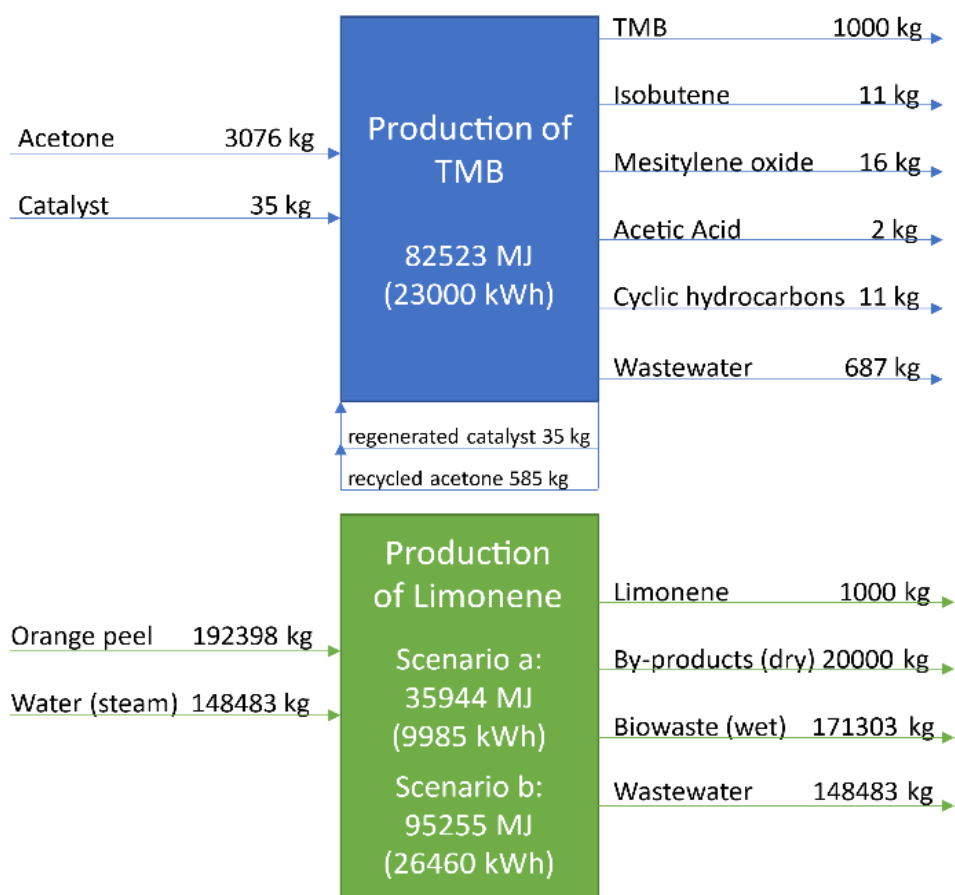 TMB 1000 kg
Isobutene 11 kg
Production of
TMB
Acetone 3076 kg
Mesitylene oxide 16 kg
Catalyst 35 kg
Acetic Acid 2 kg
82523 MJ
(23000 kWh)
Cyclic hydrocarbons 11 kg
Wastewater 687 kg
regenerated catalyst 35 kg
recycled acetone 585 kg
Production
of Limonene
Limonene 1000 kg
Orange peel 192398 kg
Scenario a:
35944 MJ
(9985 kWh)
By-products (dry) 20000 kg
Water (steam) 148483 kg
Biowaste (wet) 171303 kg
Scenario b:
95255 MJ
(26460 kWh)
Wastewater 148483 kg